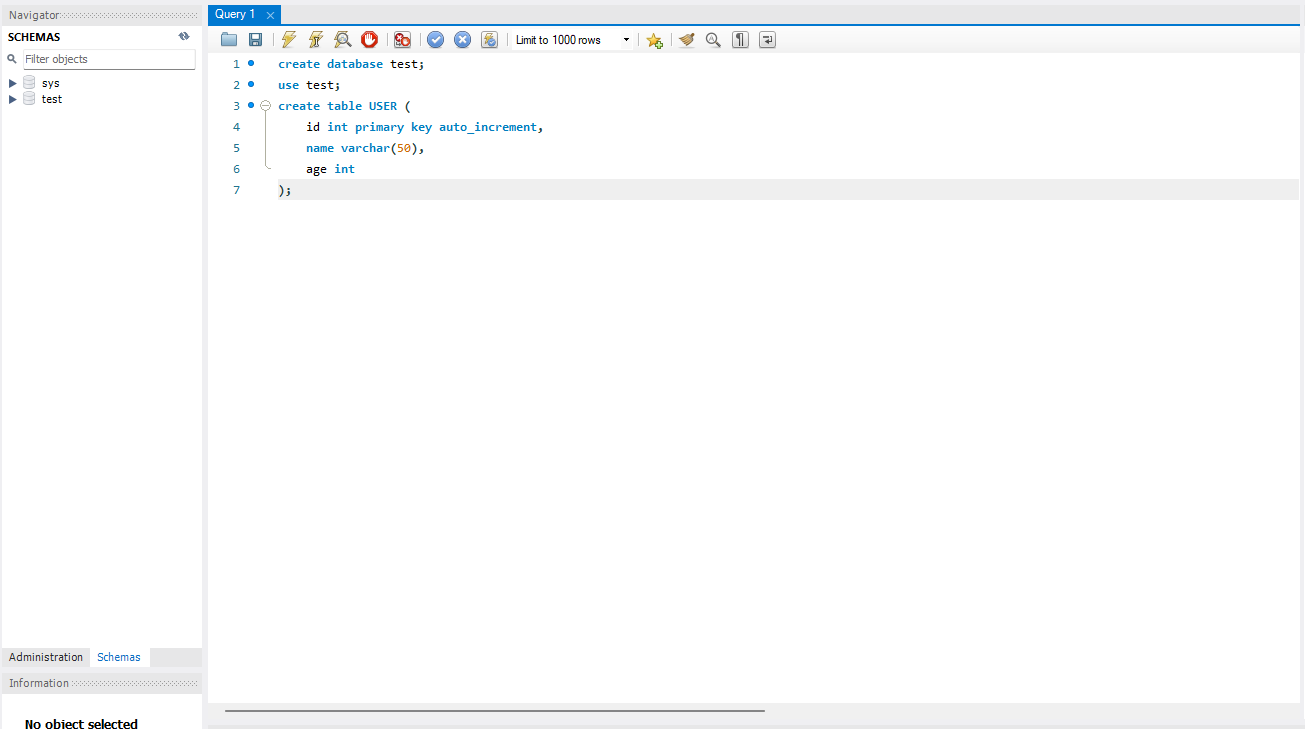 Navigator
SCHEMAS
Filter objects
sys
test
Administration Schemas
Information
No object selected
Query 1
Limit to 1000 rows
1 create database test;
2 use test;
3 create table USER (
4 id int primary key auto_increment,
5 name varchar(50),
6 age int
7 );